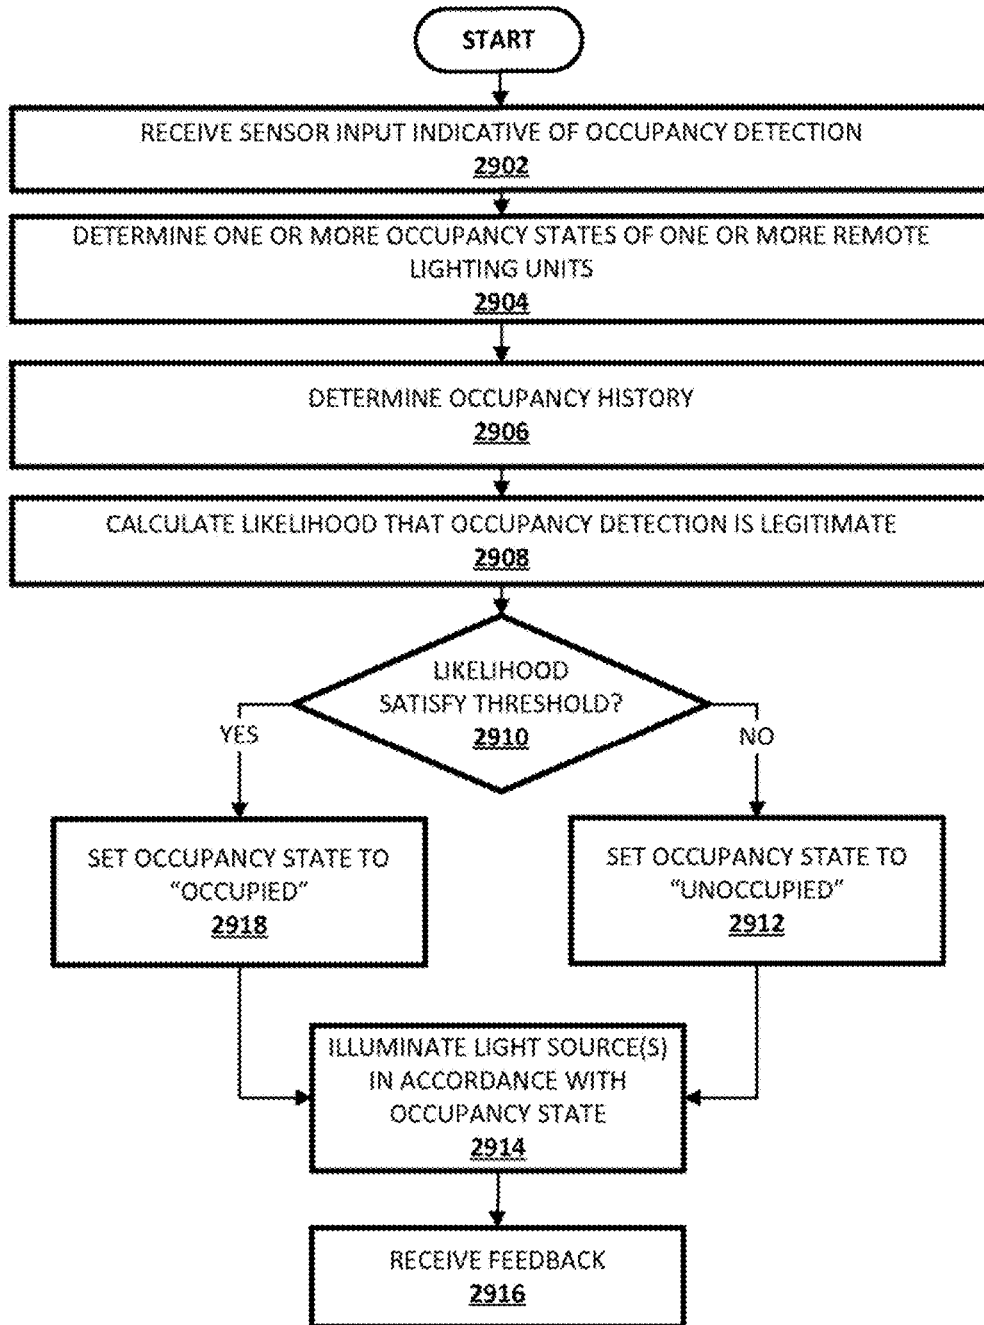 START
RECEIVE SENSOR INPUT INDICATIVE OF OCCUPANCY DETECTION
2902
DETERMINE ONE OR MORE OCCUPANCY STATES OF ONE OR MORE REMOTE
LIGHTING UNITS
2904
DETERMINE OCCUPANCY HISTORY
2906
CALCULATE LIKELIHOOD THAT OCCUPANCY DETECTION IS LEGITIMATE
2908
LIKELIHOOD
SATISFY THRESHOLD?
2910
YES
NO
SET OCCUPANCY STATE TO
“OCCUPIED”
2918
SET OCCUPANCY STATE TO
“UNOCCUPIED”
2912
ILLUMINATE LIGHT SOURCE(S)
IN ACCORDANCE WITH
OCCUPANCY STATE
2914
RECEIVE FEEDBACK
2916